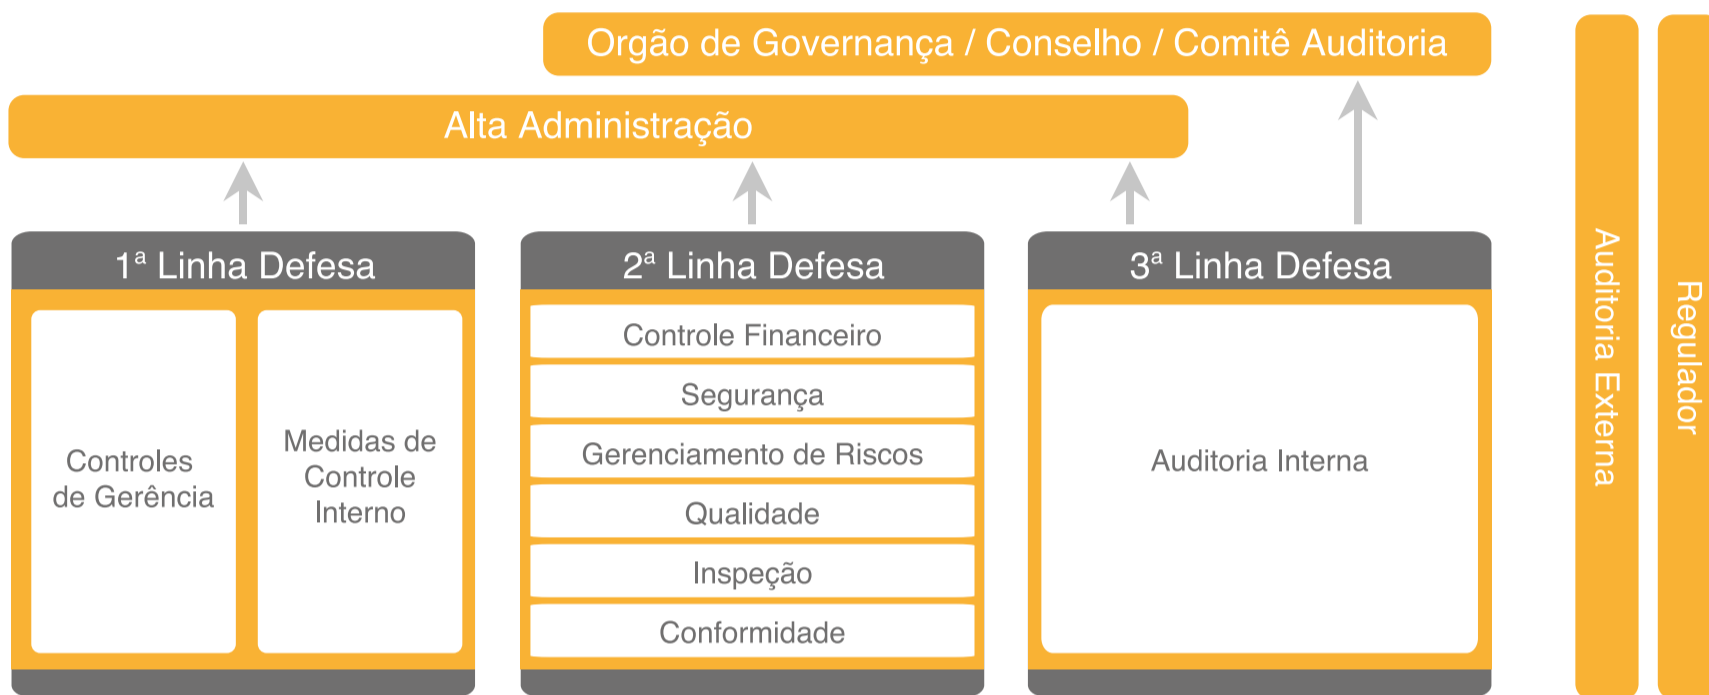 Orgão de Governança / Conselho / Comitê Auditoria
Alta Administração
1ª Linha Defesa
Controles
de Gerência
Medidas de
Controle
Interno
2ª Linha Defesa
Controle Financeiro
Segurança
Gerenciamento de Riscos
Qualidade
Inspeção
Conformidade
3ª Linha Defesa
Auditoria Interna
Auditoria Externa
Regulador